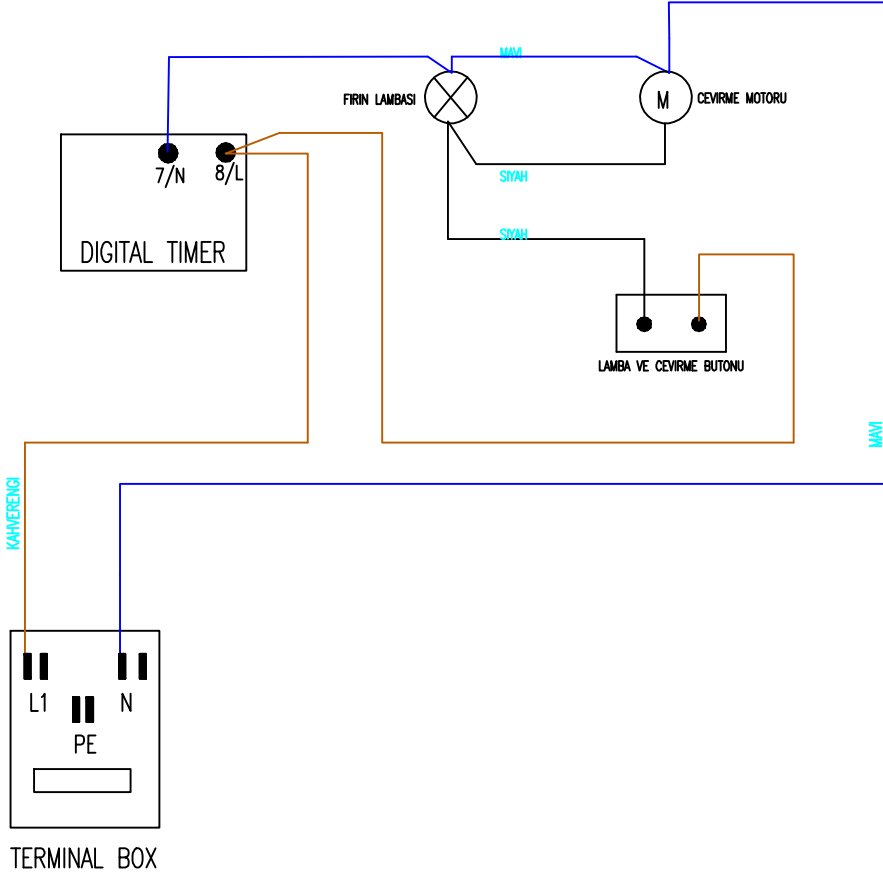 MAVI
FIRIN LAMBASI
M
CEVIRME MOTORU
7/N
8/L
SIYAH
DIGITAL TIMER
SIYAH
LAMBA VE CEVIRME BUTONU
MAVI
KAHVERENGI
L1
N
PE
TERMINAL BOX